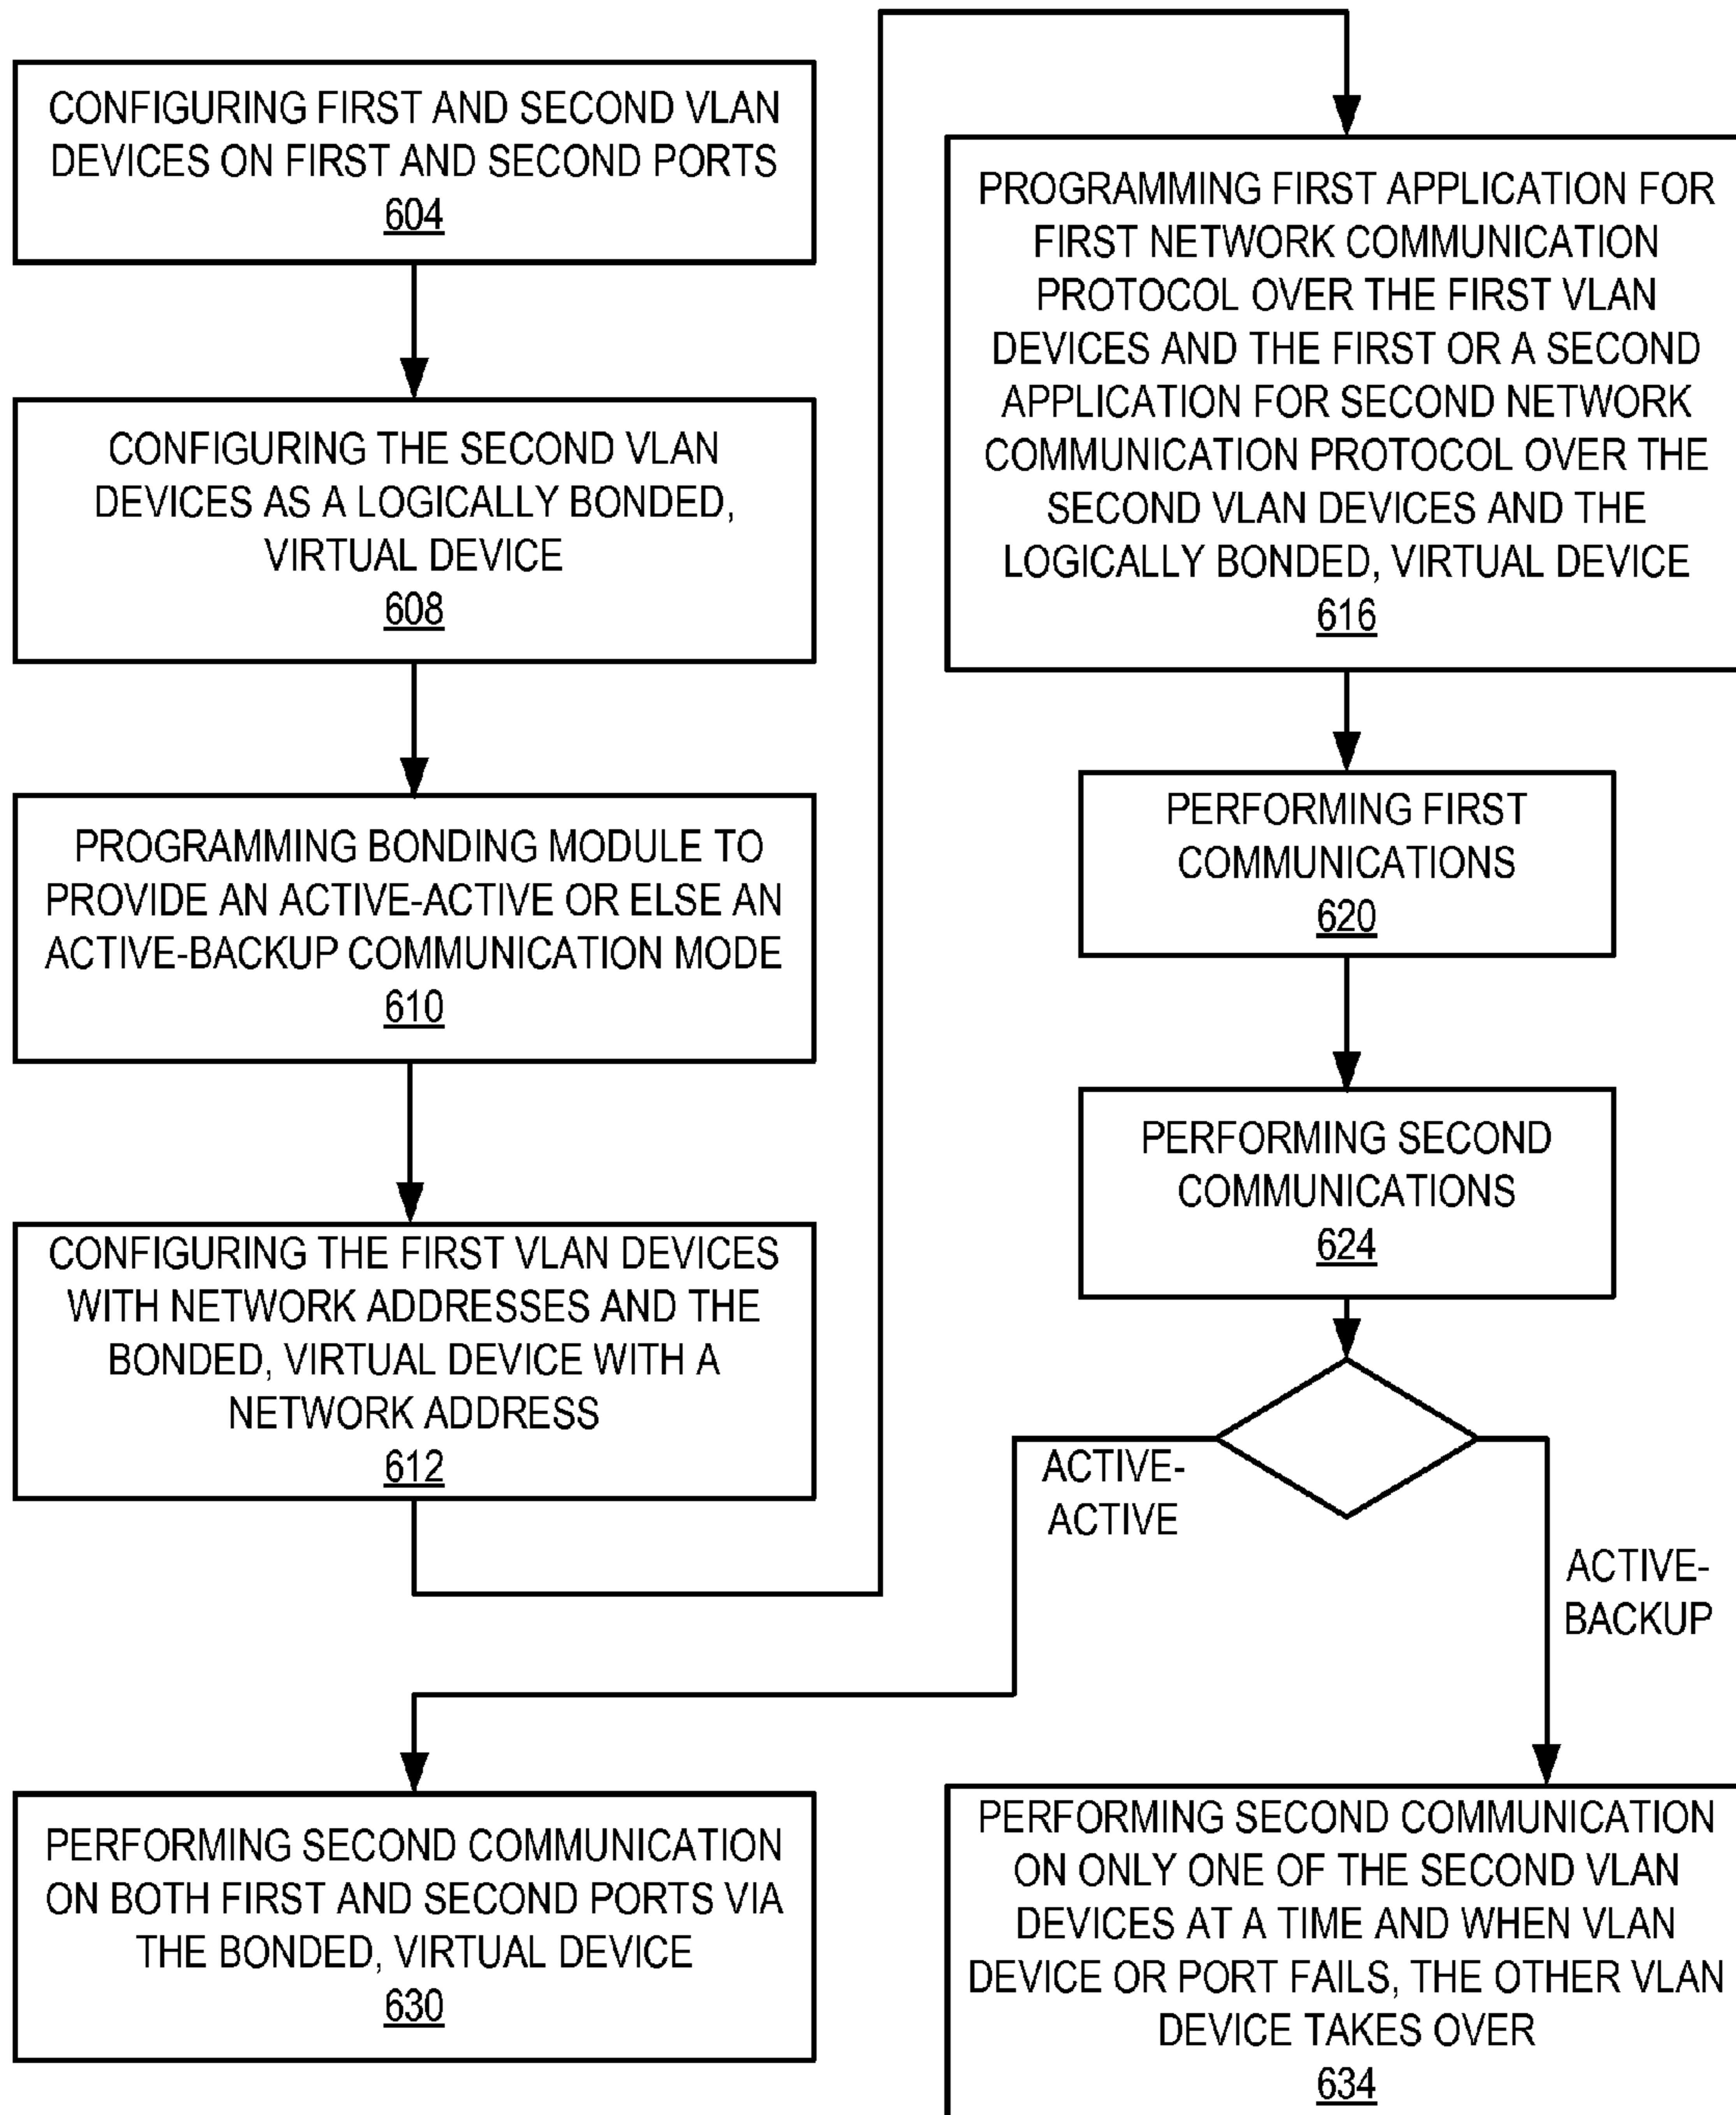 CONFIGURING FIRST AND SECOND VLAN
DEVICES ON FIRST AND SECOND PORTS
604
CONFIGURING THE SECOND VLAN
DEVICES AS A LOGICALLY BONDED,
VIRTUAL DEVICE
608
PROGRAMMING BONDING MODULE TO
PROVIDE AN ACTIVE-ACTIVE OR ELSE AN
ACTIVE-BACKUP COMMUNICATION MODE
610
CONFIGURING THE FIRST VLAN DEVICES
WITH NETWORK ADDRESSES AND THE
BONDED, VIRTUAL DEVICE WITH A
NETWORK ADDRESS
612
PROGRAMMING FIRST APPLICATION FOR
FIRST NETWORK COMMUNICATION
PROTOCOL OVER THE FIRST VLAN
DEVICES AND THE FIRST OR A SECOND
APPLICATION FOR SECOND NETWORK
COMMUNICATION PROTOCOL OVER THE
SECOND VLAN DEVICES AND THE
LOGICALLY BONDED, VIRTUAL DEVICE
616
PERFORMING FIRST
COMMUNICATIONS
620
PERFORMING SECOND
COMMUNICATIONS
624
ACTIVE-
ACTIVE
ACTIVE-
BACKUP
PERFORMING SECOND COMMUNICATION
ON BOTH FIRST AND SECOND PORTS VIA
THE BONDED, VIRTUAL DEVICE
630
PERFORMING SECOND COMMUNICATION
ON ONLY ONE OF THE SECOND VLAN
DEVICES AT A TIME AND WHEN VLAN
DEVICE OR PORT FAILS, THE OTHER VLAN
DEVICE TAKES OVER
634